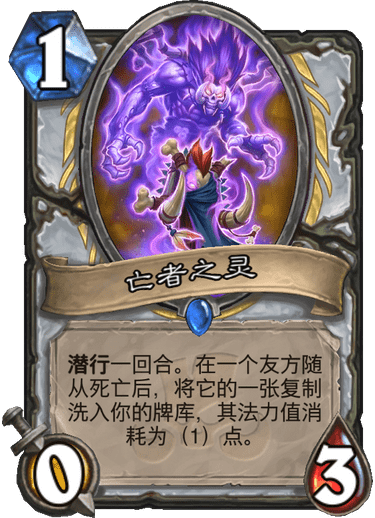 1
亡者之灵
潜行一回合。在一个友方随
从死亡后，将它的一张复制
洗入你的牌库，其法力值消
耗为（1）点。
0
3